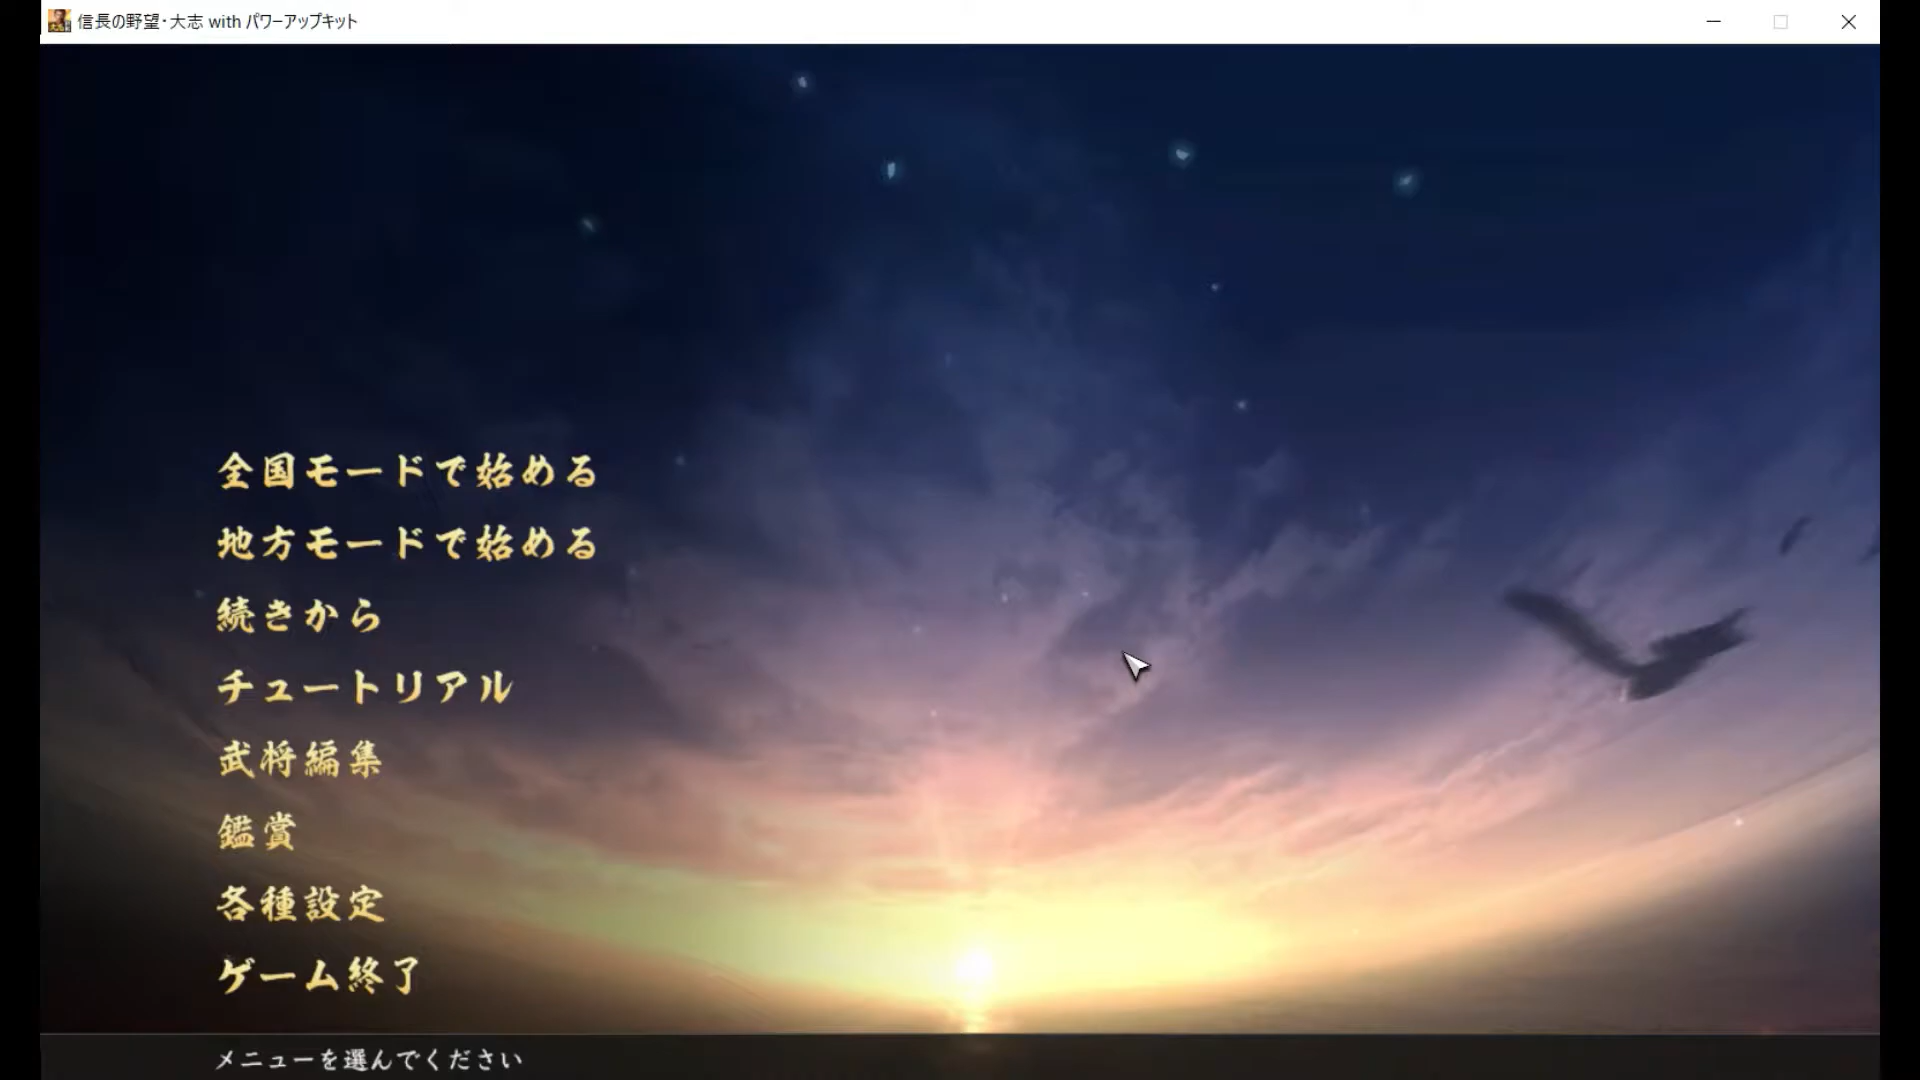 信長の野望・大志 with パワーアップキット
全国モードで始める
地方モードで始める
続きから
チュートリアル
武将編集
鑑賞
各種設定
ゲーム終了
メニューを選んでください